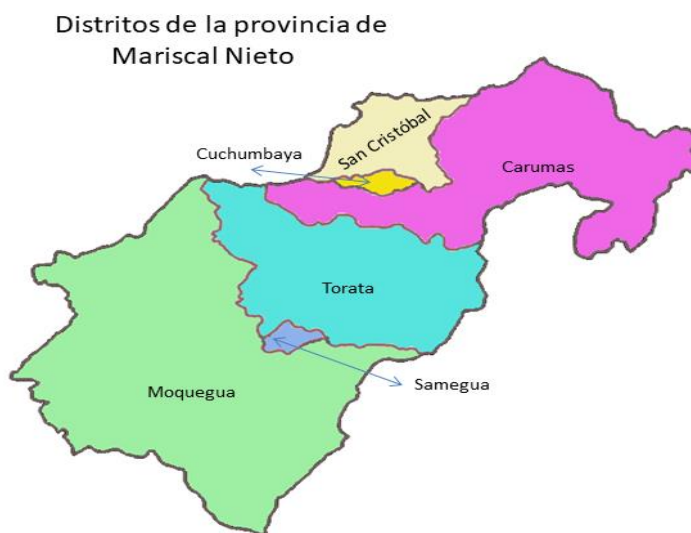 Distritos de la provincia de
Mariscal Nieto
San Cristóbal
Cuchumbaya
Carumas
Torata
Samegua
Moquegua